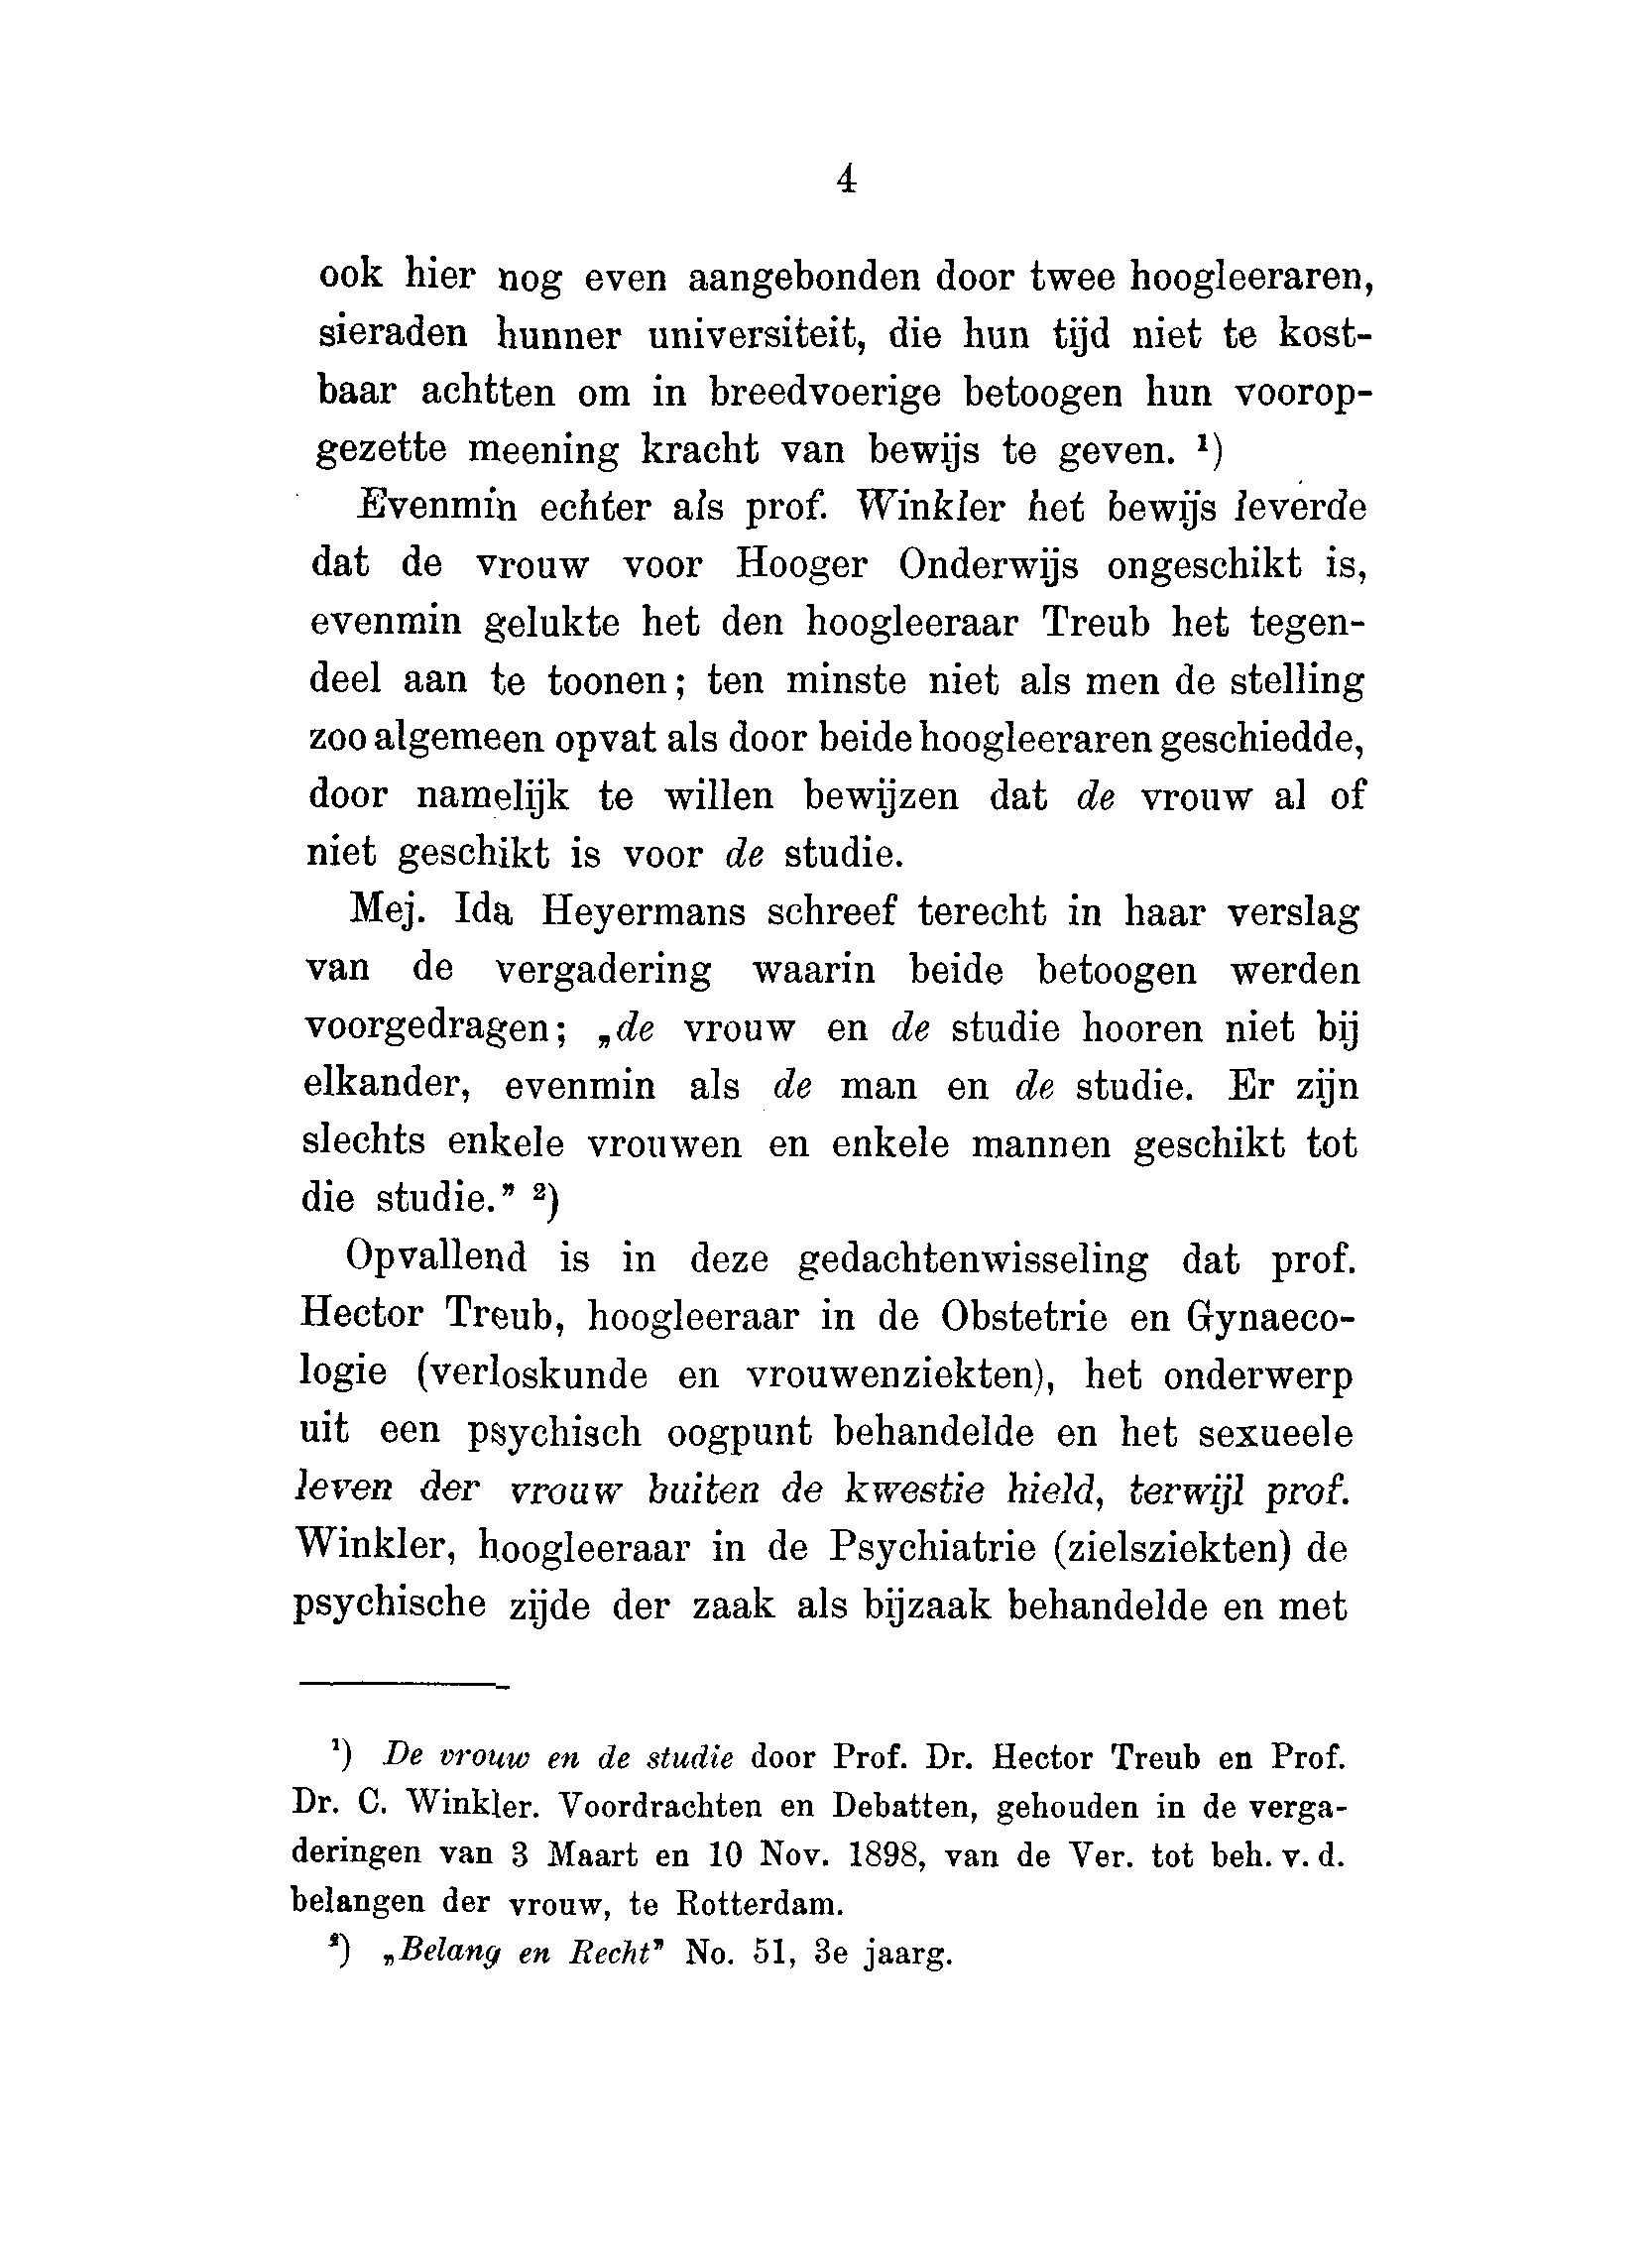 4
ook hier nog even aangebonden door twee hoogleeraren,
sieraden hunner universiteit, die hun tijd niet te kost-
baar achtten om in breedvoerige betoogen hun voorop-
gezette meening kracht van bewijs te geven. ¹)
Evenmin echter als prof. Winkler het bewijs leverde
dat de vrouw voor Hooger Onderwijs ongeschikt is,
evenmin gelukte het den hoogleeraar Treub het tegen-
deel aan te toonen; ten minste niet als men de stelling
zoo algemeen opvat als door beide hoogleeraren geschiedde,
door namelijk te willen bewijzen dat de vrouw al of
niet geschikt is voor de studie.
Mej. Ida Heyermans schreef terecht in haar verslag
van de vergadering waarin beide betoogen werden
voorgedragen; „de vrouw en de studie hooren niet bij
elkander, evenmin als de man en de studie. Er zijn
slechts enkele vrouwen en enkele mannen geschikt tot
die studie.” ²)
Opvallend is in deze gedachtenwisseling dat prof.
Hector Treub, hoogleeraar in de Obstetrie en Gynaeco-
logie (verloskunde en vrouwenziekten), het onderwerp
uit een psychisch oogpunt behandelde en het sexueele
leven der vrouw buiten de kwestie hield, terwijl prof.
Winkler, hoogleeraar in de Psychiatrie (zielsziekten) de
psychische zijde der zaak als bijzaak behandelde en met
¹) De vrouw en de studie door Prof. Dr. Hector Treub en Prof.
Dr. C. Winkler. Voordrachten en Debatten, gehouden in de verga-
deringen van 3 Maart en 10 Nov. 1898, van de Ver. tot beh. v. d.
belangen der vrouw, te Rotterdam.
²) „Belang en Recht” No. 51, 3e jaarg.